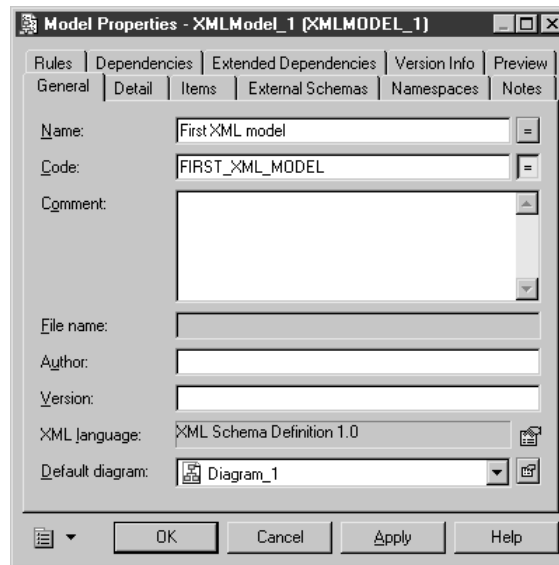 Model Properties - XMLModel_1 (XMLMODEL_1)
Rules Dependencies Extended Dependencies Version Info Preview
General Detail Items External Schemas Namespaces Notes
Name: First XML model =
Code: FIRST_XML_MODEL =
Comment:
File name:
Author:
Version:
XML language: XML Schema Definition 1.0
Default diagram: Diagram_1
OK Cancel Apply Help